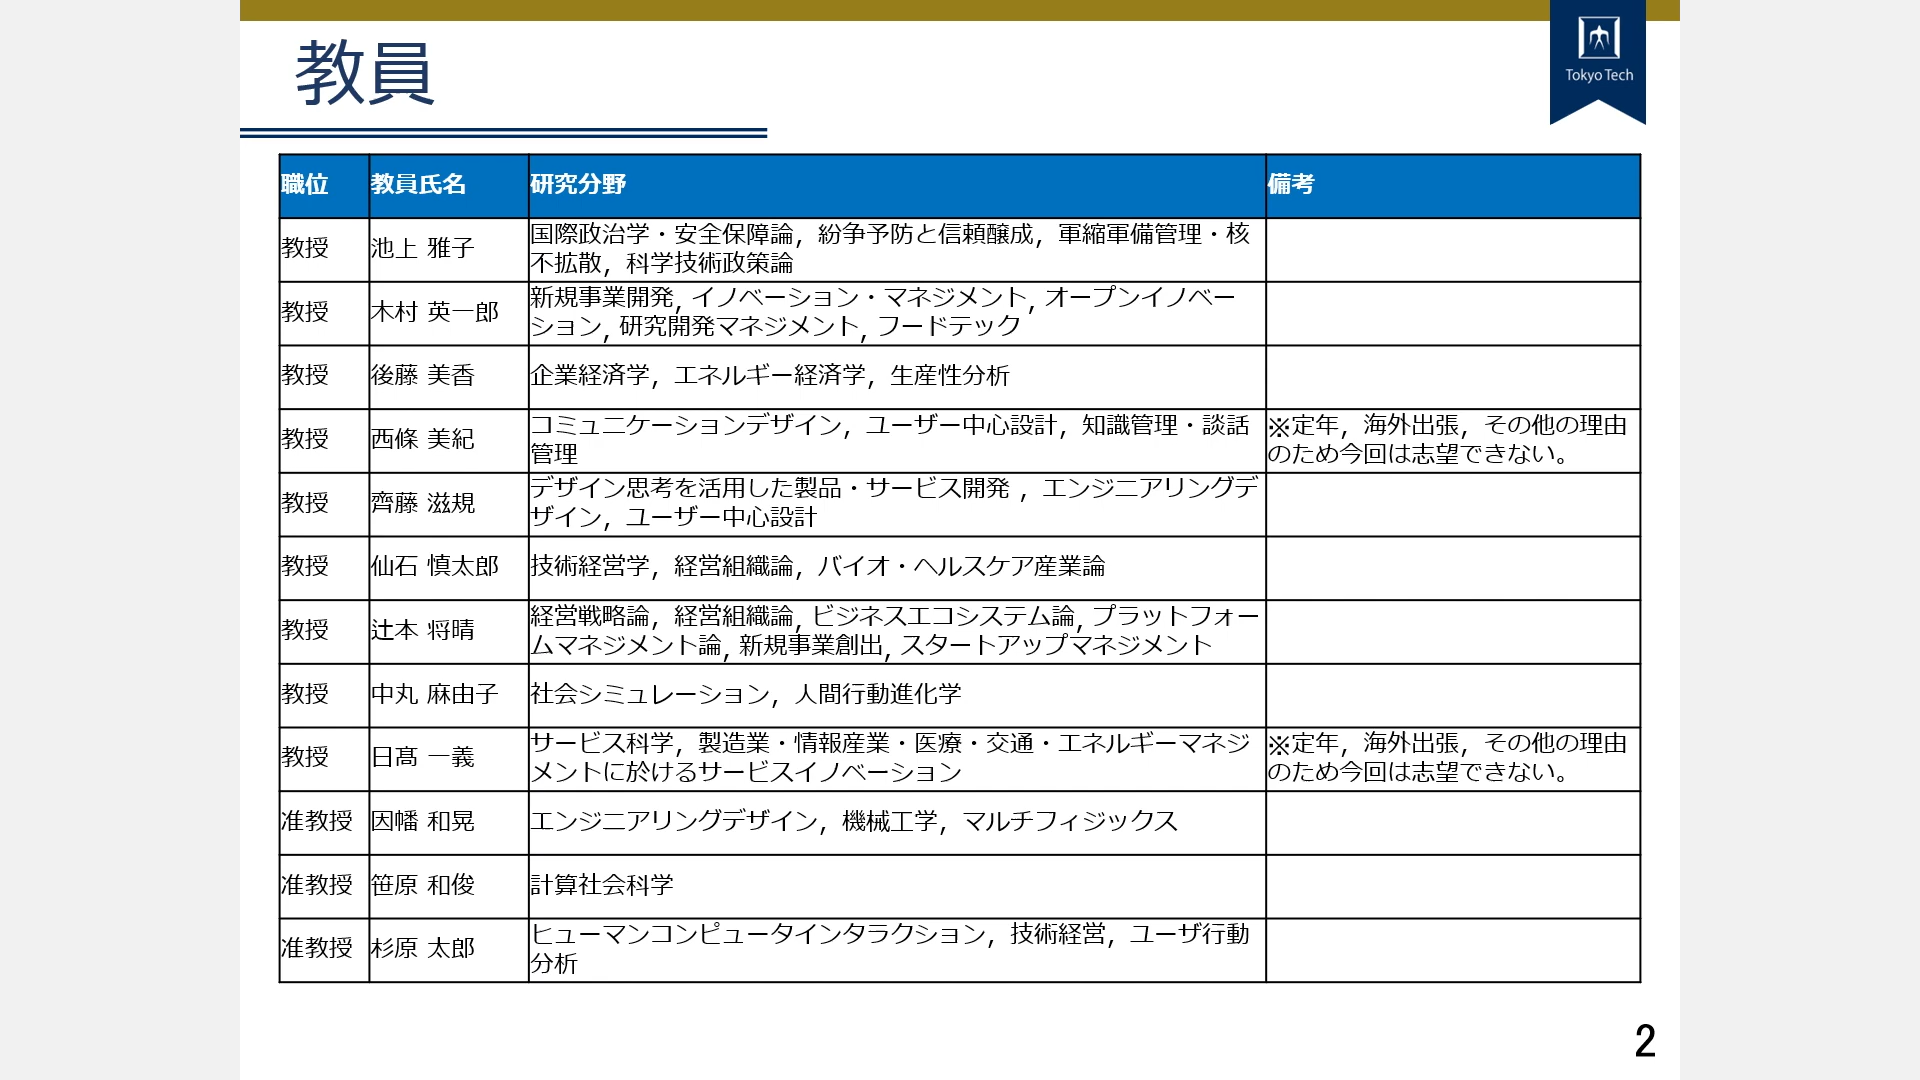 教員
Tokyo Tech
職位 教員氏名 研究分野 備考
教授 池上 雅子 国際政治学・安全保障論，紛争予防と信頼醸成，軍縮軍備管理・核
不拡散，科学技術政策論
教授 木村 英一郎 新規事業開発, イノベーション・マネジメント, オープンイノベー
ション, 研究開発マネジメント, フードテック
教授 後藤 美香 企業経済学，エネルギー経済学，生産性分析
教授 西條 美紀 コミュニケーションデザイン，ユーザー中心設計，知識管理・談話
管理
※定年，海外出張，その他の理由
のため今回は志望できない。
教授 齊藤 滋規 デザイン思考を活用した製品・サービス開発 ，エンジニアリングデ
ザイン，ユーザー中心設計
教授 仙石 慎太郎 技術経営学，経営組織論，バイオ・ヘルスケア産業論
教授 辻本 将晴 経営戦略論，経営組織論, ビジネスエコシステム論, プラットフォー
ムマネジメント論, 新規事業創出, スタートアップマネジメント
教授 中丸 麻由子 社会シミュレーション，人間行動進化学
教授 日髙 一義 サービス科学，製造業・情報産業・医療・交通・エネルギーマネジ
メントに於けるサービスイノベーション
※定年，海外出張，その他の理由
のため今回は志望できない。
准教授 因幡 和晃 エンジニアリングデザイン，機械工学，マルチフィジックス
准教授 笹原 和俊 計算社会科学
准教授 杉原 太郎 ヒューマンコンピュータインタラクション，技術経営，ユーザ行動
分析
2